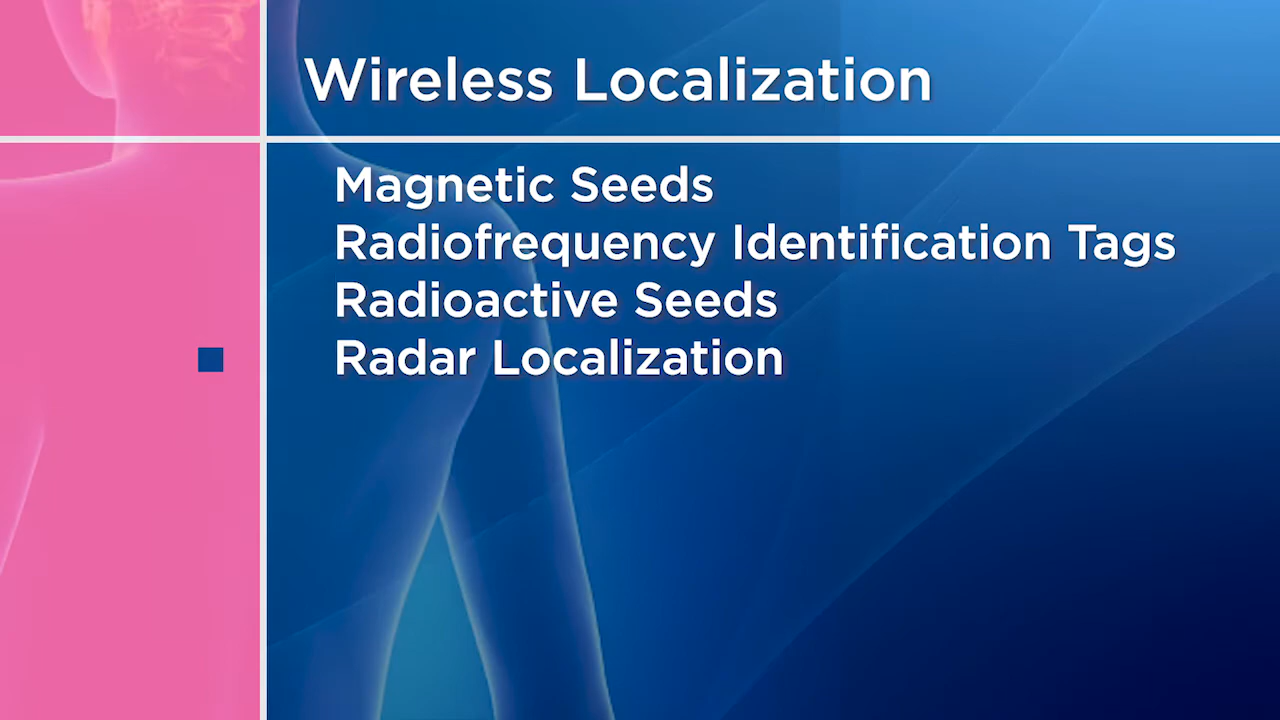 Wireless Localization
Magnetic Seeds
Radiofrequency Identification Tags
Radioactive Seeds
Radar Localization